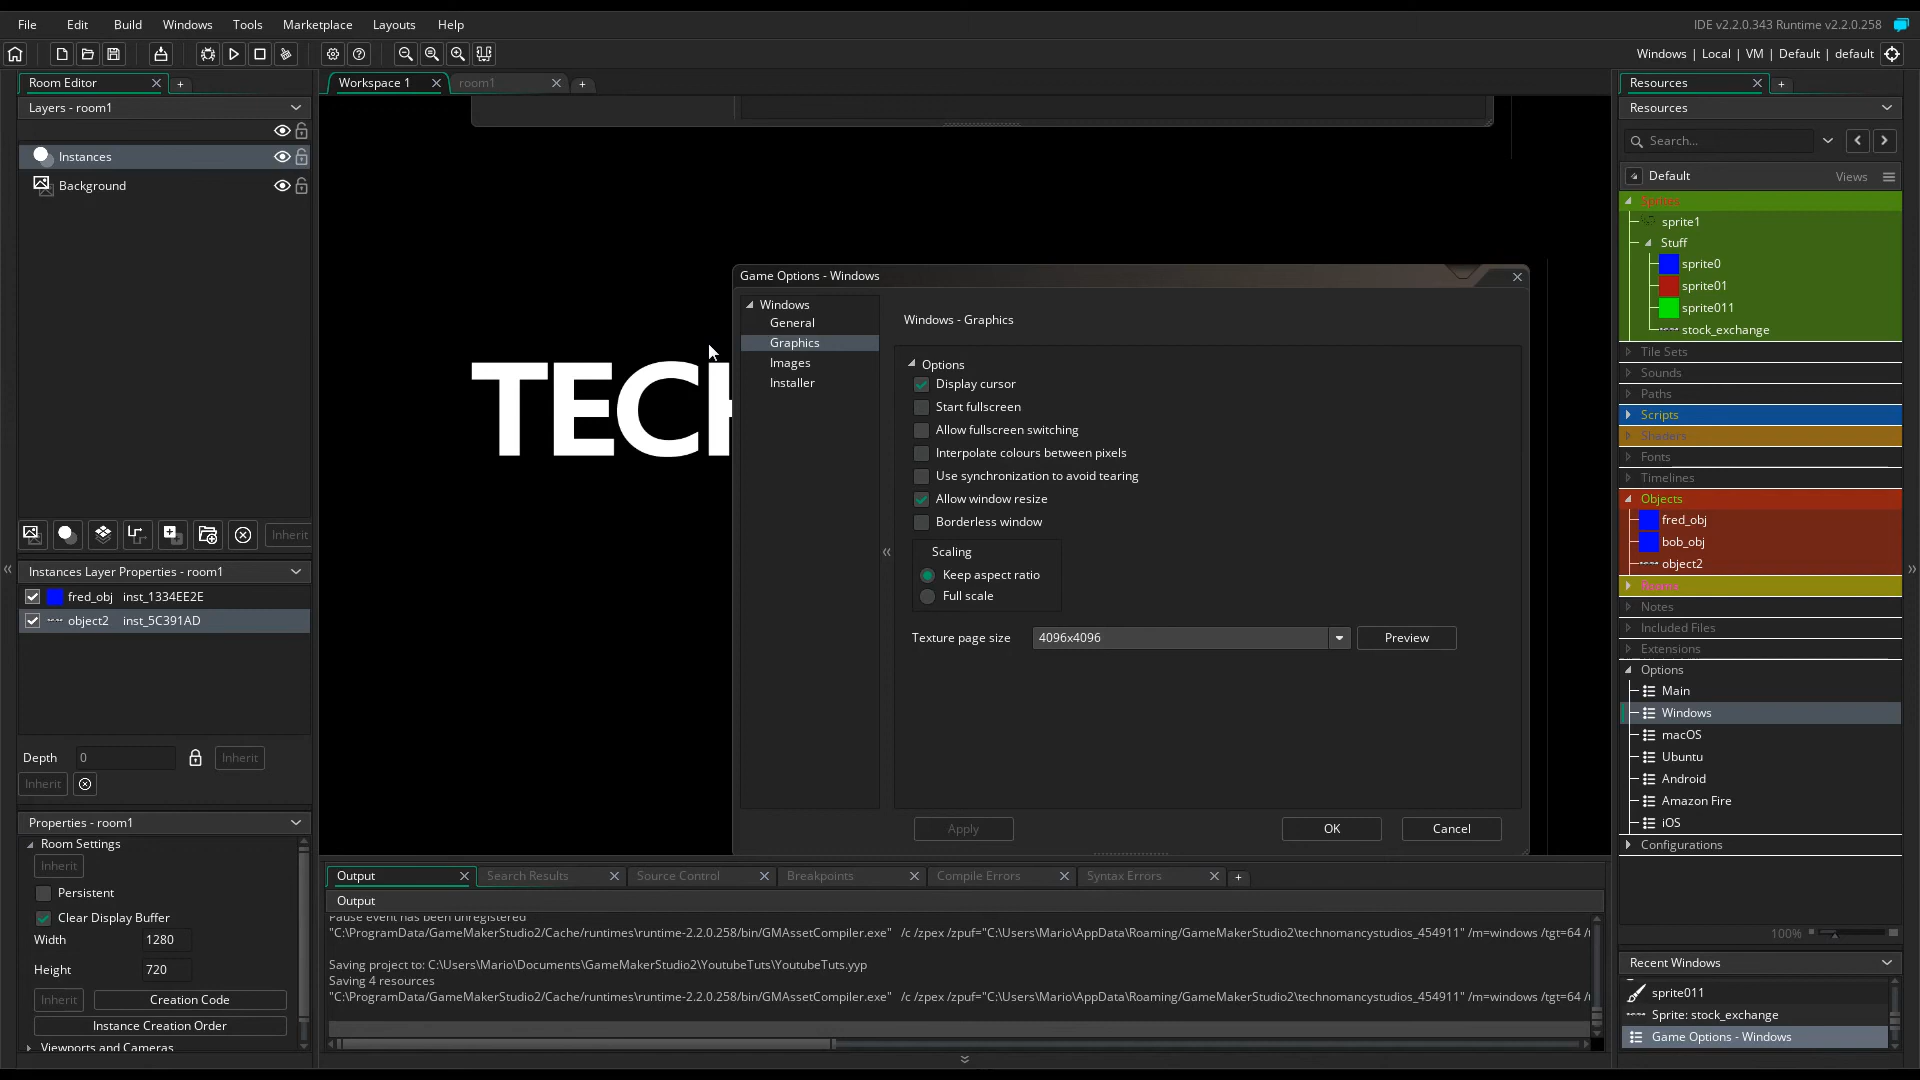 File Edit Build Windows Tools Marketplace Layouts Help
IDE v2.2.0.343 Runtime v2.2.0.258
Windows | Local | VM | Default | default
Room Editor
Layers - room1
Instances
Background
Inherit
Instances Layer Properties - room1
fred_obj inst_1334EE2E
object2 inst_5C391AD
Depth 0 Inherit
Inherit
Properties - room1
Room Settings
Inherit
Persistent
Clear Display Buffer
Width 1280
Height 720
Inherit Creation Code
Instance Creation Order
Viewports and Cameras
Workspace 1 room1
TECH
Game Options - Windows
Windows
General
Graphics
Images
Installer
Windows - Graphics
Options
Display cursor
Start fullscreen
Allow fullscreen switching
Interpolate colours between pixels
Use synchronization to avoid tearing
Allow window resize
Borderless window
Scaling
Keep aspect ratio
Full scale
Texture page size 4096x4096 Preview
Apply OK Cancel
Output Search Results Source Control Breakpoints Compile Errors Syntax Errors
Output
Pause event has been unregistered
"C:\ProgramData/GameMakerStudio2/Cache/runtimes\runtime-2.2.0.258/bin/GMAssetCompiler.exe" /c /zpex /zpuf="C:\Users\Mario\AppData\Roaming/GameMakerStudio2\technomancystudios_454911" /m=windows /tgt=64 /
Saving project to: C:\Users\Mario\Documents\GameMakerStudio2\YoutubeTuts\YoutubeTuts.yyp
Saving 4 resources
"C:\ProgramData/GameMakerStudio2/Cache/runtimes\runtime-2.2.0.258/bin/GMAssetCompiler.exe" /c /zpex /zpuf="C:\Users\Mario\AppData\Roaming/GameMakerStudio2\technomancystudios_454911" /m=windows /tgt=64 /
Resources
Resources
Search...
Default Views
Sprites
sprite1
Stuff
sprite0
sprite01
sprite011
stock_exchange
Tile Sets
Sounds
Paths
Scripts
Shaders
Fonts
Timelines
Objects
fred_obj
bob_obj
object2
Rooms
Notes
Included Files
Extensions
Options
Main
Windows
macOS
Ubuntu
Android
Amazon Fire
iOS
Configurations
100%
Recent Windows
sprite011
Sprite: stock_exchange
Game Options - Windows